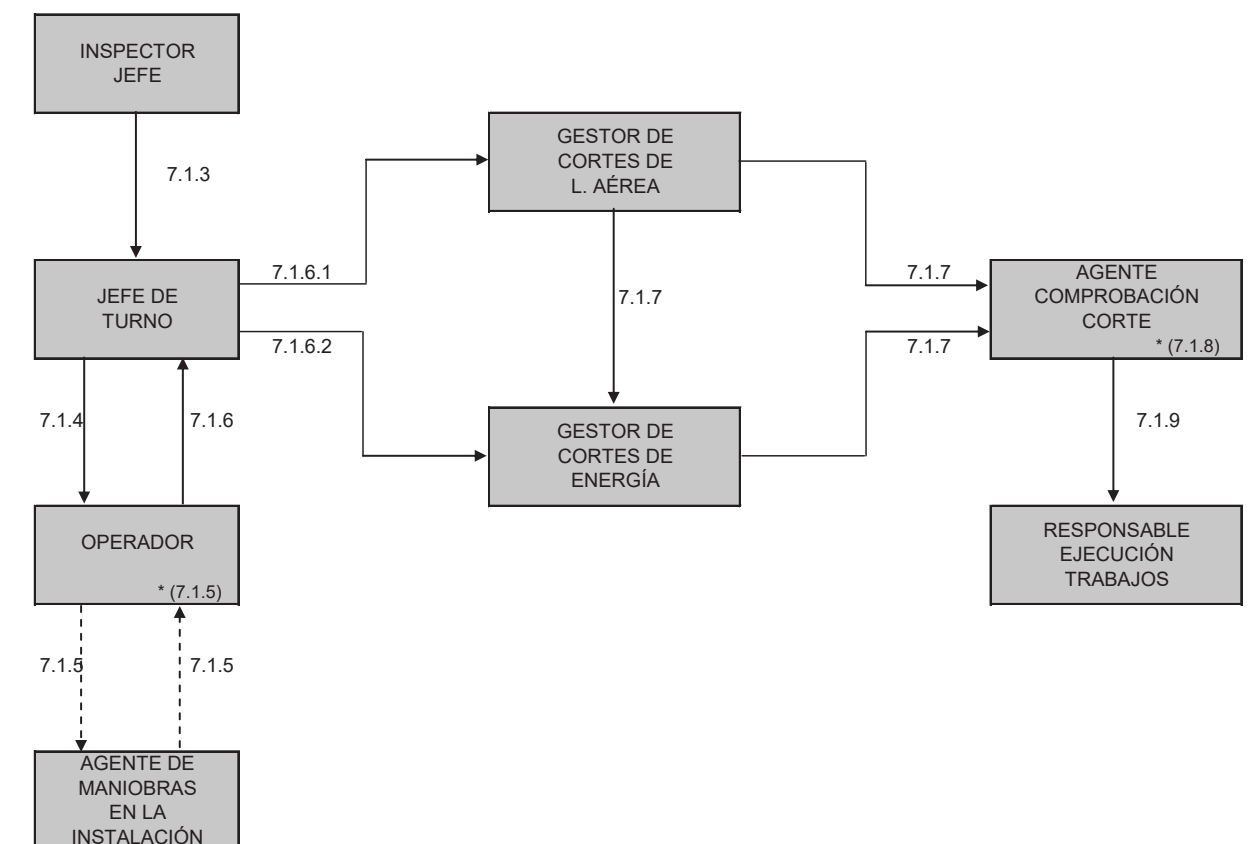 INSPECTOR
JEFE
7.1.3
GESTOR DE
CORTES DE
L. AÉREA
JEFE DE
TURNO
7.1.6.1
7.1.6.2
7.1.7
7.1.7
7.1.7
AGENTE
COMPROBACIÓN
CORTE
* (7.1.8)
7.1.4
7.1.6
GESTOR DE
CORTES DE
ENERGÍA
7.1.9
OPERADOR
* (7.1.5)
RESPONSABLE
EJECUCIÓN
TRABAJOS
7.1.5
7.1.5
AGENTE DE
MANIOBRAS
EN LA
INSTALACIÓN